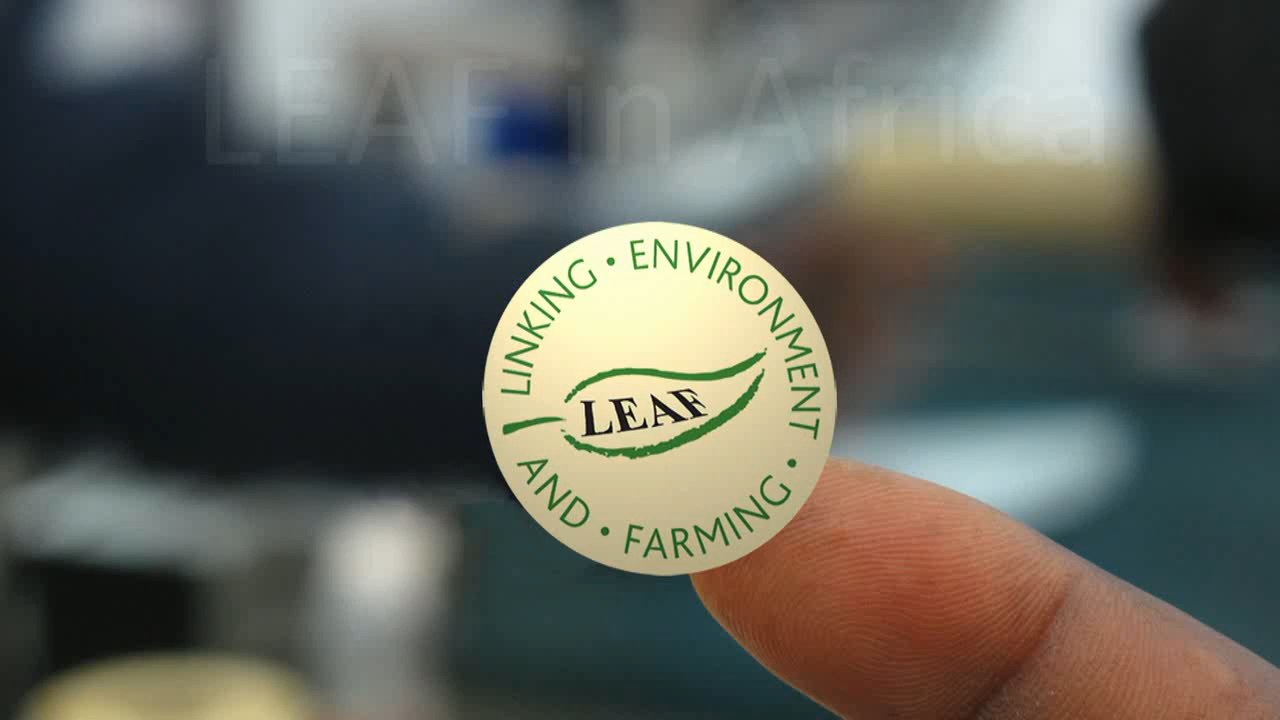 LEAF in Africa
LINKING • ENVIRONMENT
AND • FARMING •
LEAF